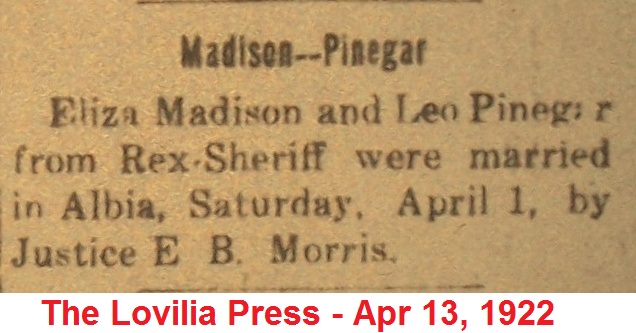 Madison--Pinegar
Eliza Madison and Leo Pinegar
from Rex-Sheriff were married
in Albia, Saturday, April 1, by
Justice E B. Morris.
The Lovilia Press - Apr 13, 1922